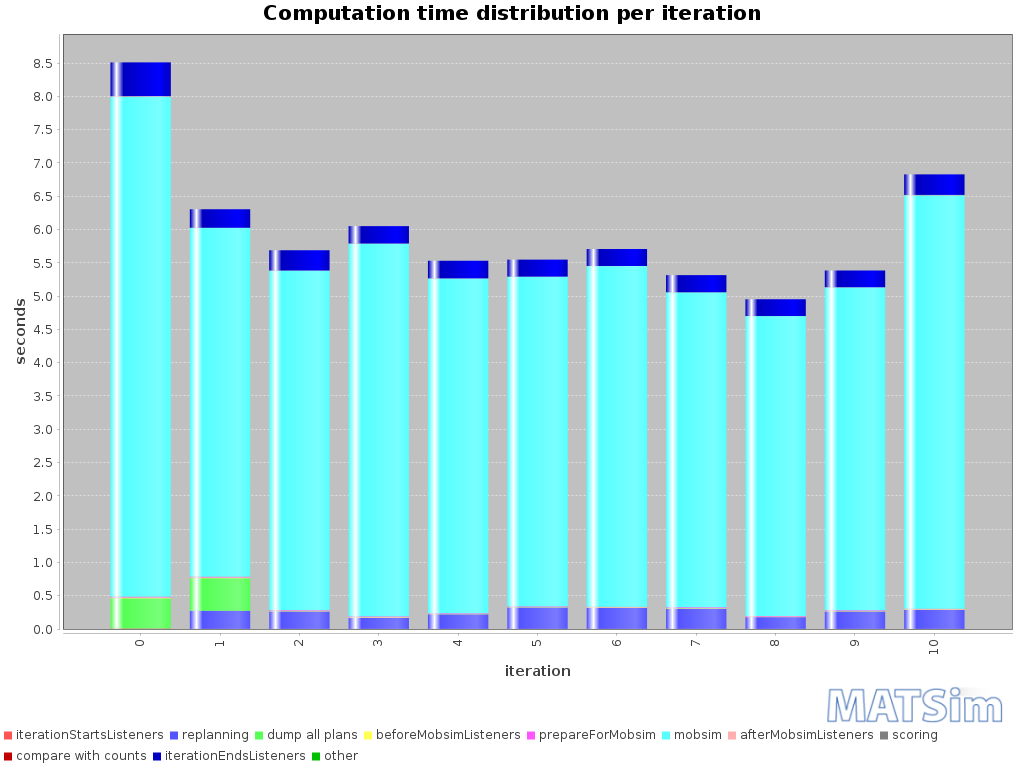 Computation time distribution per iteration
8.5
8.0
7.5
7.0
6.5
6.0
5.5
5.0
4.5
4.0
3.5
3.0
2.5
2.0
1.5
1.0
0.5
0.0
seconds
0 1 2 3 4 5 6 7 8 9 10
iteration
MATSim
iterationStartsListeners replanning dump all plans beforeMobsimListeners prepareForMobsim mobsim afterMobsimListeners scoring
compare with counts iterationEndsListeners other